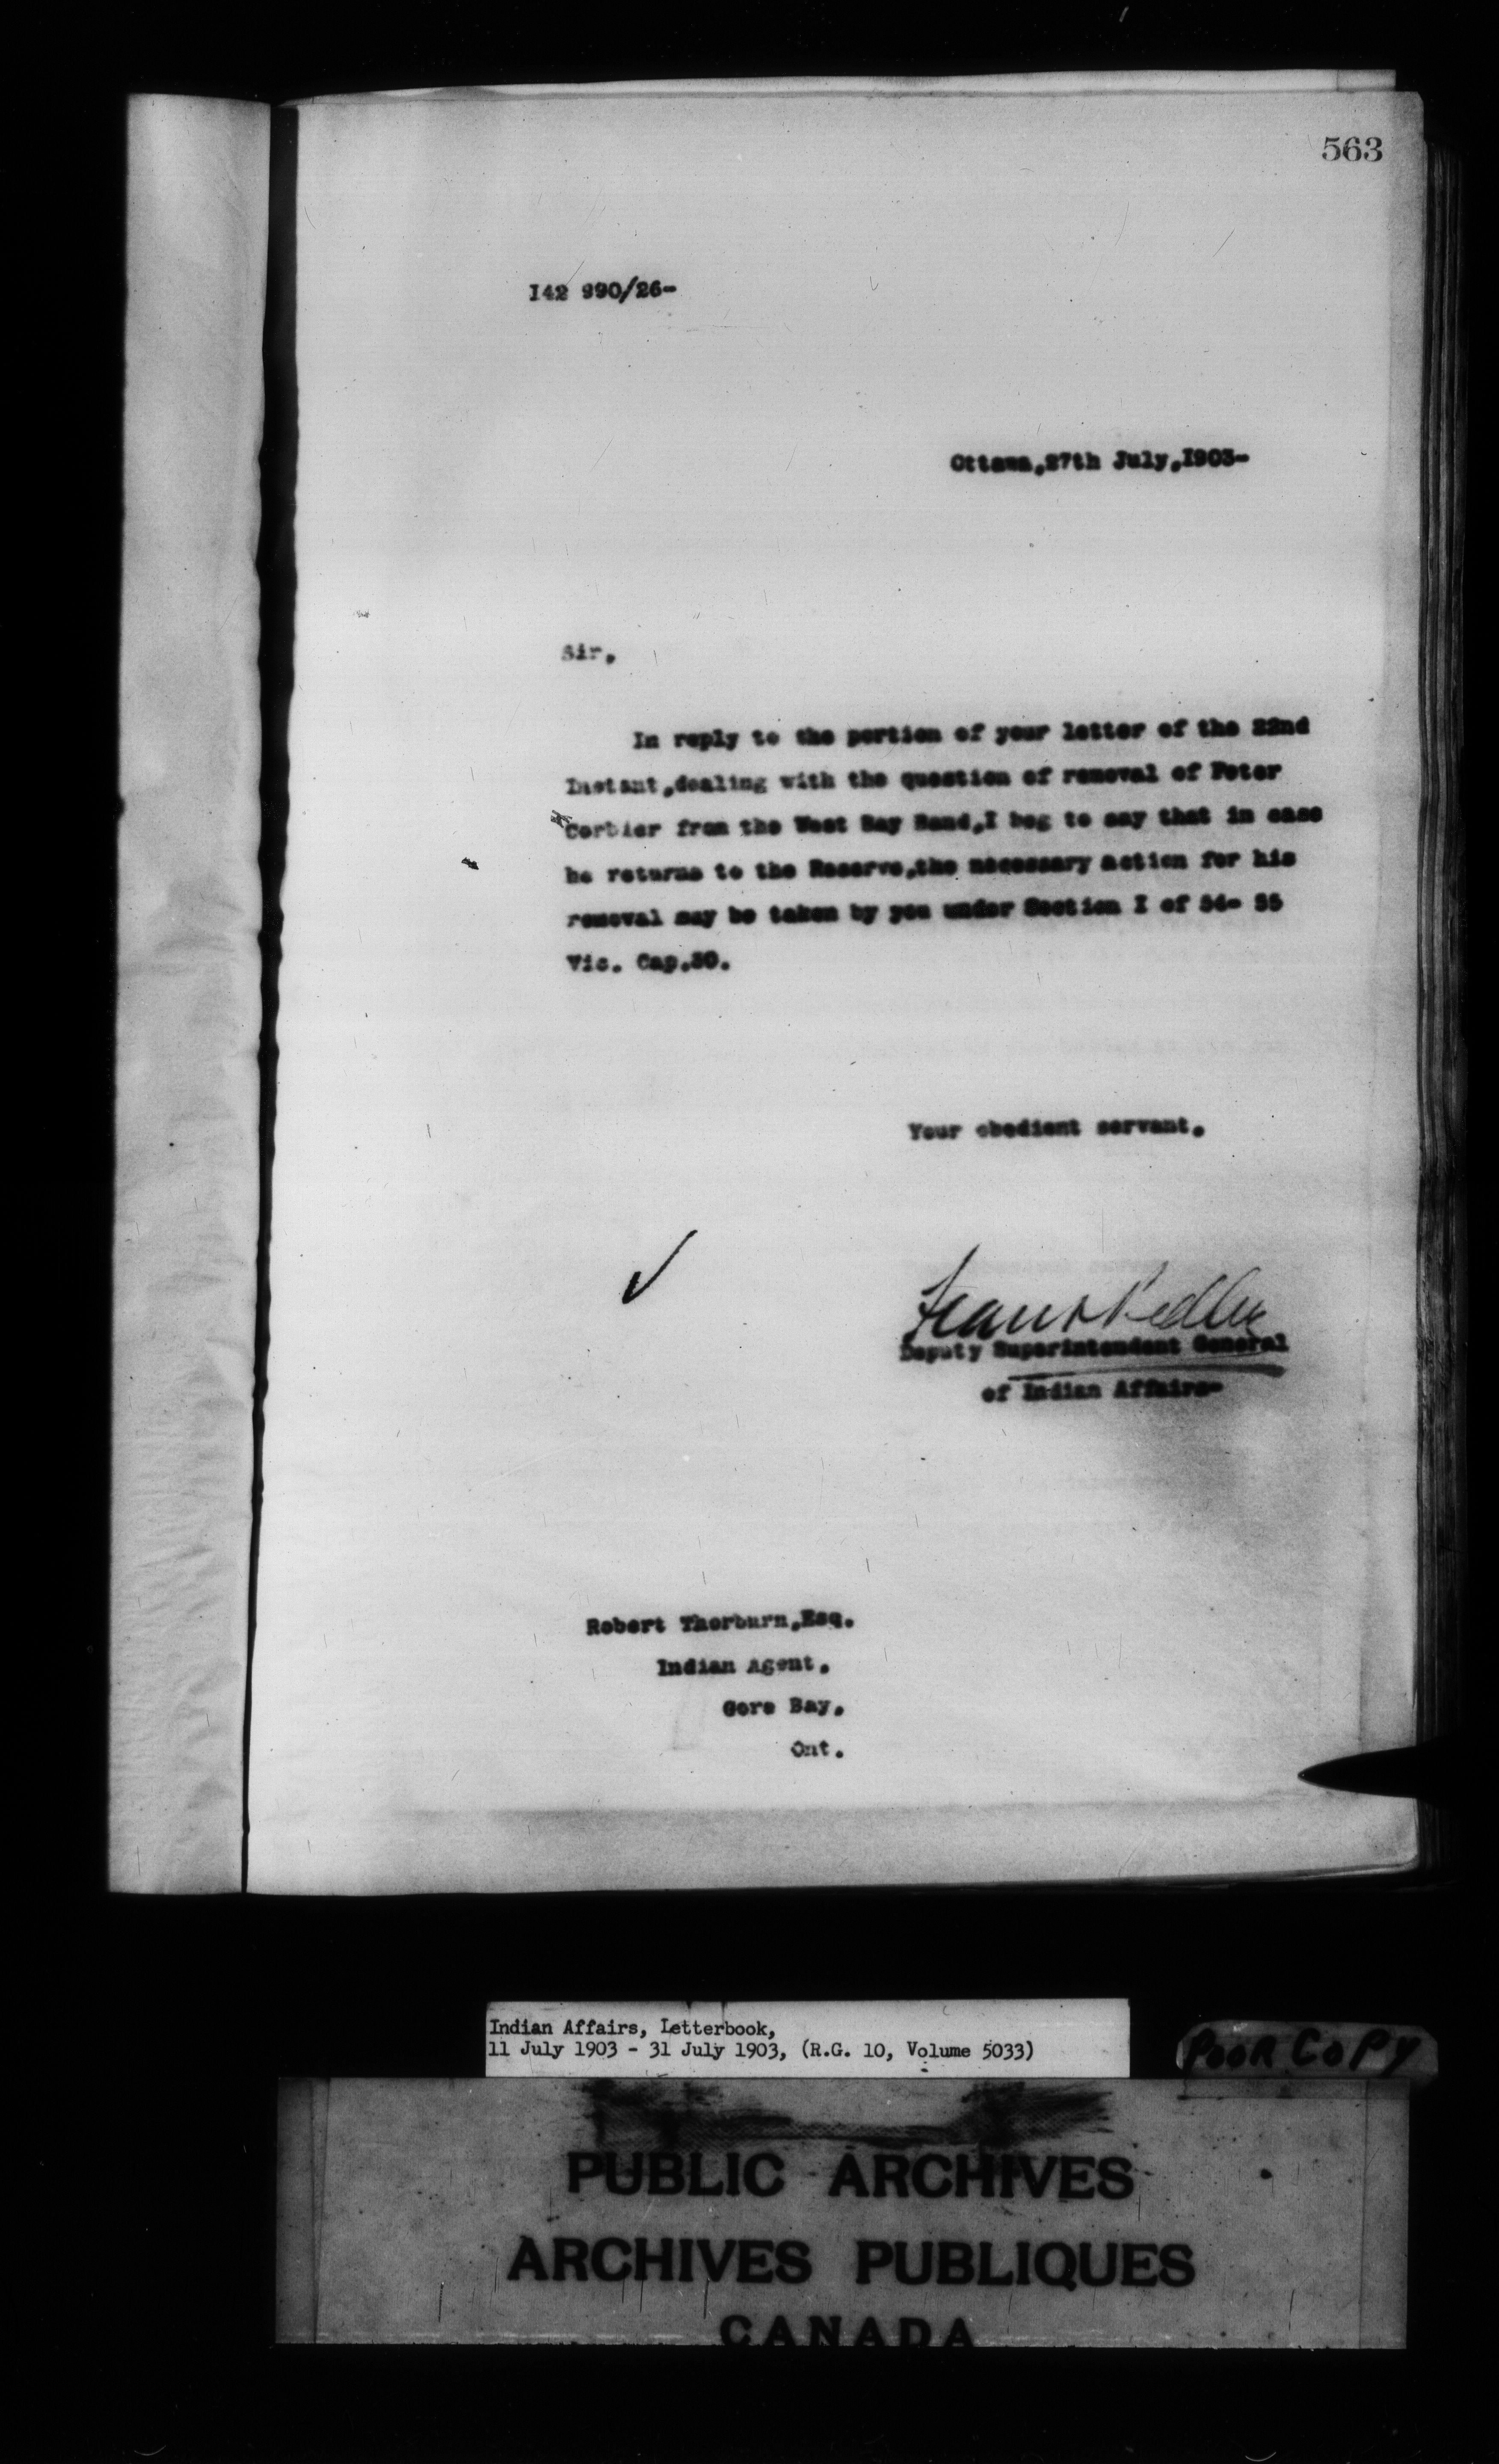 563
I42 990/26-
Ottawa,27th July,I903-
Sir,
In reply to the portion of your letter of the 22nd
Instant,dealing with the question of removal of Peter
Corbier from the West Bay Band,I beg to say that in case
he returns to the Reserve,the necessary action for his
removal may be taken by you under Section I of 54- 55
Vic. Cap.30.
Your obedient servant.
Frank Pedley
Deputy Superintendent General
of Indian Affairs-
Robert Thorburn,Esq.
Indian Agent,
Gore Bay,
Ont.
Indian Affairs, Letterbook,
11 July 1903 - 31 July 1903, (R.G. 10, Volume 5033)
POOR COPY
PUBLIC ARCHIVES
ARCHIVES PUBLIQUES
CANADA